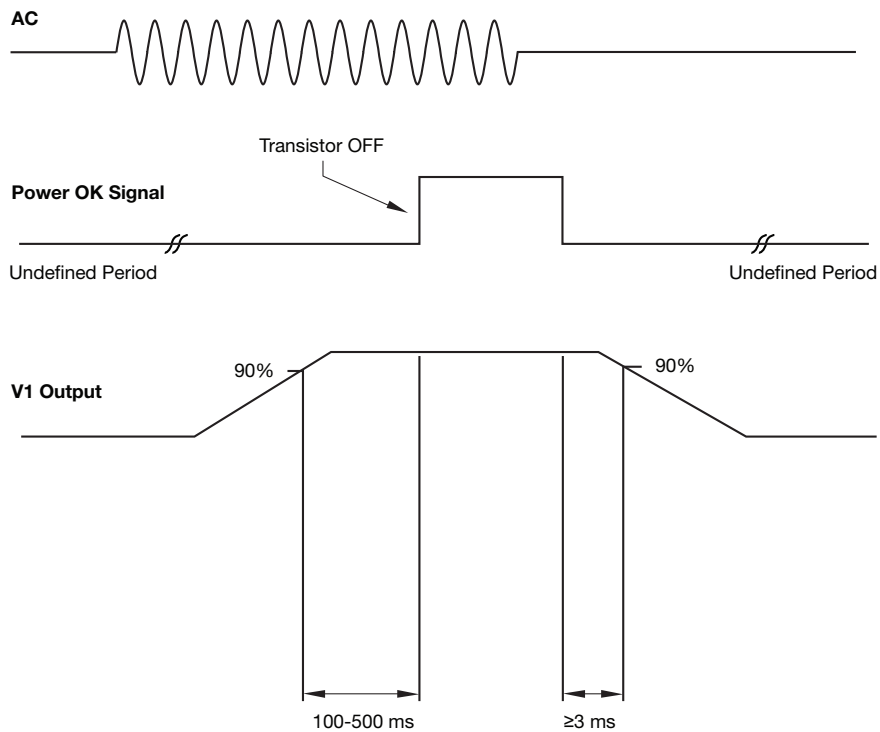 AC
Transistor OFF
Power OK Signal
Undefined Period
Undefined Period
90%
90%
V1 Output
100-500 ms
≥3 ms